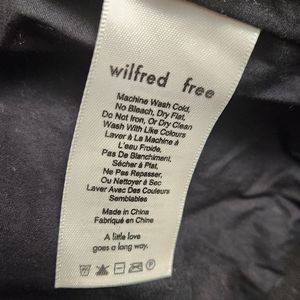 wilfred free
Machine Wash Cold,
No Bleach, Dry Flat,
Do Not Iron, Or Dry Clean
Wash With Like Colours
Laver À La Machine à
L'eau Froide,
Pas De Blanchiment,
Sécher à Plat,
Ne Pas Repasser,
Ou Nettoyer à Sec
Laver Avec Des Couleurs
Semblables
Made in China
Fabriqué en Chine
A little love
goes a long way.